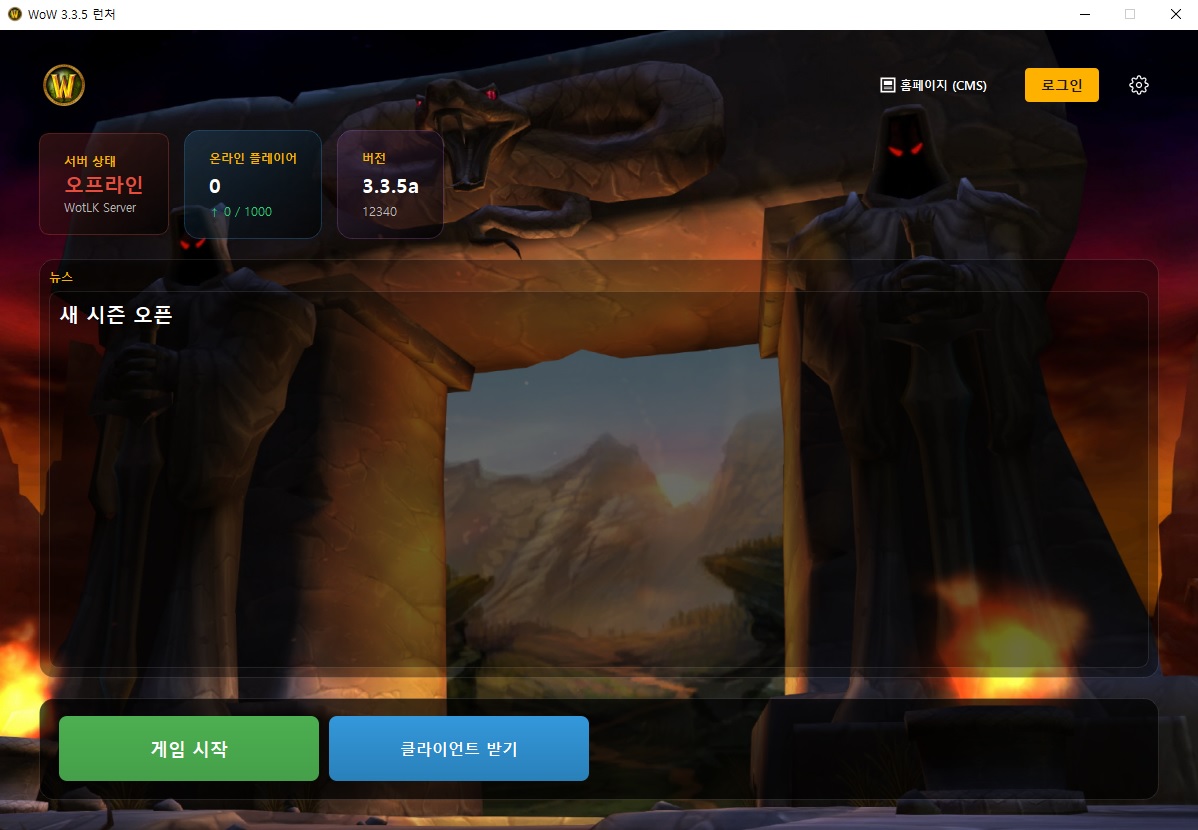 WoW 3.3.5 런처
W
홈페이지 (CMS)
로그인
서버 상태
오프라인
WotLK Server
온라인 플레이어
0
↑ 0 / 1000
버전
3.3.5a
12340
뉴스
새 시즌 오픈
게임 시작
클라이언트 받기